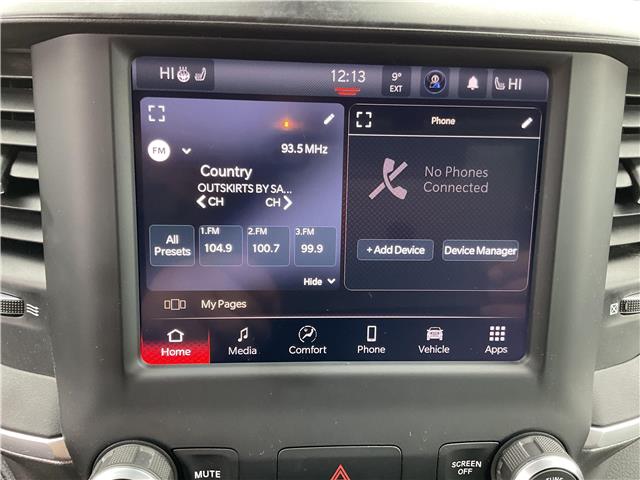 HI 12:13 9° EXT HI
Phone
FM 93.5 MHz
Country
OUTSKIRTS BY SA...
CH CH
No Phones
Connected
All
Presets
1.FM 2.FM 3.FM
104.9 100.7 99.9
+ Add Device Device Manager
Hide
My Pages
Home Media Comfort Phone Vehicle Apps
MUTE
SCREEN
OFF